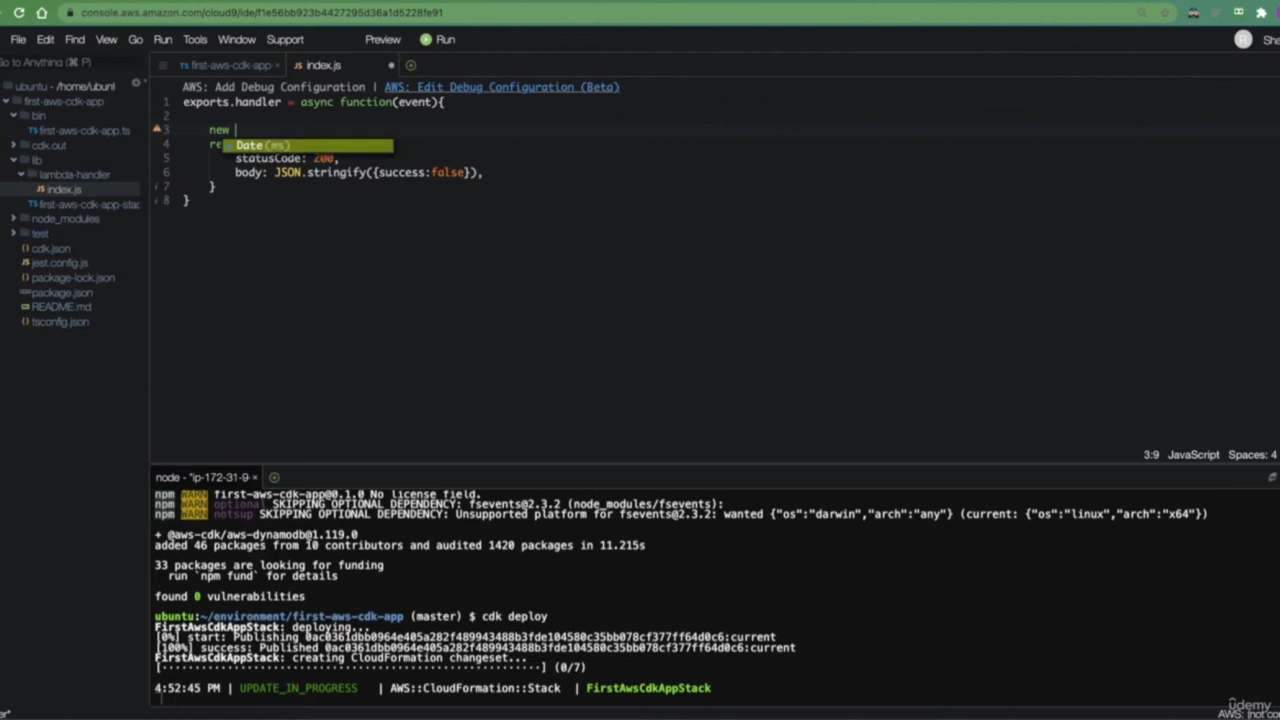 console.aws.amazon.com/cloud9/ide/f1e56bb923b4427295d36a1d5228fe91
File Edit Find View Go Run Tools Window Support Preview Run R Sha
Go to Anything (⌘ P)
first-aws-cdk-app × index.js
ubuntu - /home/ubunt
first-aws-cdk-app
bin
first-aws-cdk-app.ts
cdk.out
lib
lambda-handler
index.js
first-aws-cdk-app-stac
node_modules
test
cdk.json
jest.config.js
package-lock.json
package.json
README.md
tsconfig.json
AWS: Add Debug Configuration | AWS: Edit Debug Configuration (Beta)
1 exports.handler = async function(event){
2
3 new
Date(ms)
4 re
5 statusCode: 200,
6 body: JSON.stringify({success:false}),
7 }
8 }
3:9 JavaScript Spaces: 4
node - "ip-172-31-9- ×
npm WARN first-aws-cdk-app@0.1.0 No license field.
npm WARN optional SKIPPING OPTIONAL DEPENDENCY: fsevents@2.3.2 (node_modules/fsevents):
npm WARN notsup SKIPPING OPTIONAL DEPENDENCY: Unsupported platform for fsevents@2.3.2: wanted {"os":"darwin","arch":"any"} (current: {"os":"linux","arch":"x64"})
+ @aws-cdk/aws-dynamodb@1.119.0
added 46 packages from 10 contributors and audited 1420 packages in 11.215s
33 packages are looking for funding
run `npm fund` for details
found 0 vulnerabilities
ubuntu:~/environment/first-aws-cdk-app (master) $ cdk deploy
FirstAwsCdkAppStack: deploying...
[0%] start: Publishing 0ac0361dbb0964e405a282f489943488b3fde104580c35bb078cf377ff64d0c6:current
[100%] success: Published 0ac0361dbb0964e405a282f489943488b3fde104580c35bb078cf377ff64d0c6:current
FirstAwsCdkAppStack: creating CloudFormation changeset...
[··························································] (0/7)
4:52:45 PM | UPDATE_IN_PROGRESS | AWS::CloudFormation::Stack | FirstAwsCdkAppStack
udemy
AWS: (not co